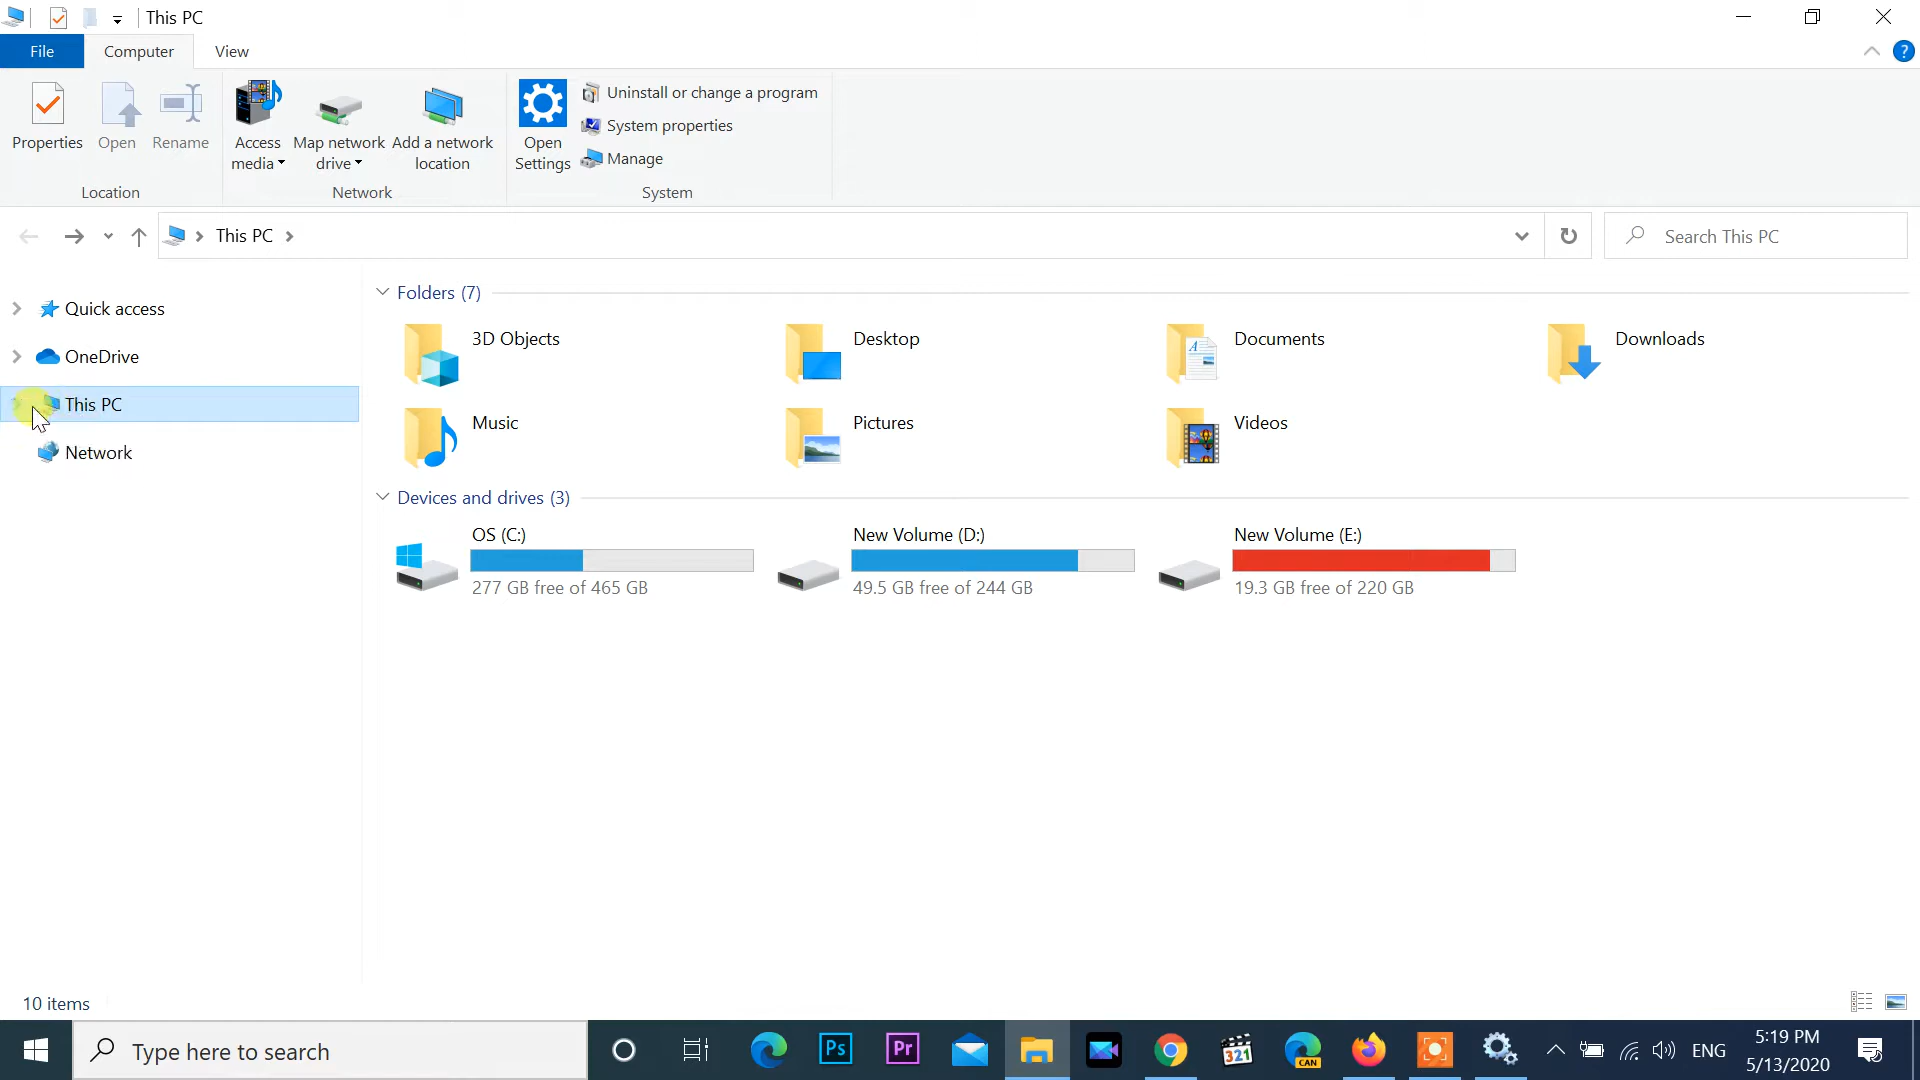 This PC
File
Computer
View
?
Properties
Open
Rename
Access media
Map network drive
Add a network location
Open Settings
Uninstall or change a program
System properties
Manage
Location
Network
System
This PC
Search This PC
Quick access
OneDrive
This PC
Network
Folders (7)
3D Objects
Desktop
Documents
Downloads
Music
Pictures
Videos
Devices and drives (3)
OS (C:)
277 GB free of 465 GB
New Volume (D:)
49.5 GB free of 244 GB
New Volume (E:)
19.3 GB free of 220 GB
10 items
Type here to search
Ps
Pr
321
CAN
ENG
5:19 PM
5/13/2020